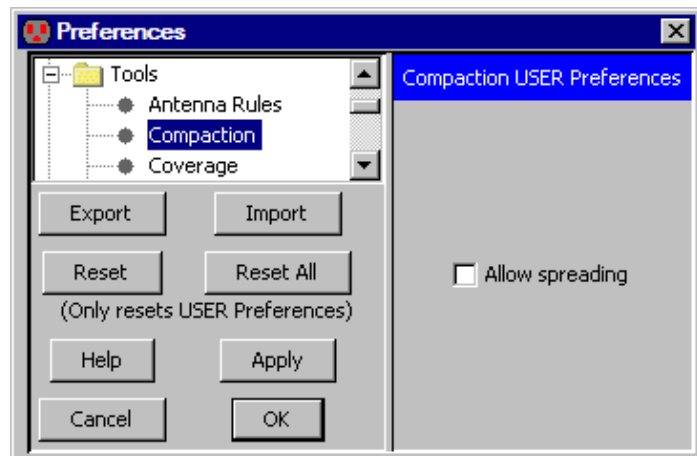 Preferences
Tools
Antenna Rules
Compaction
Coverage
Export
Import
Reset
Reset All
(Only resets USER Preferences)
Help
Apply
Cancel
OK
Compaction USER Preferences
Allow spreading